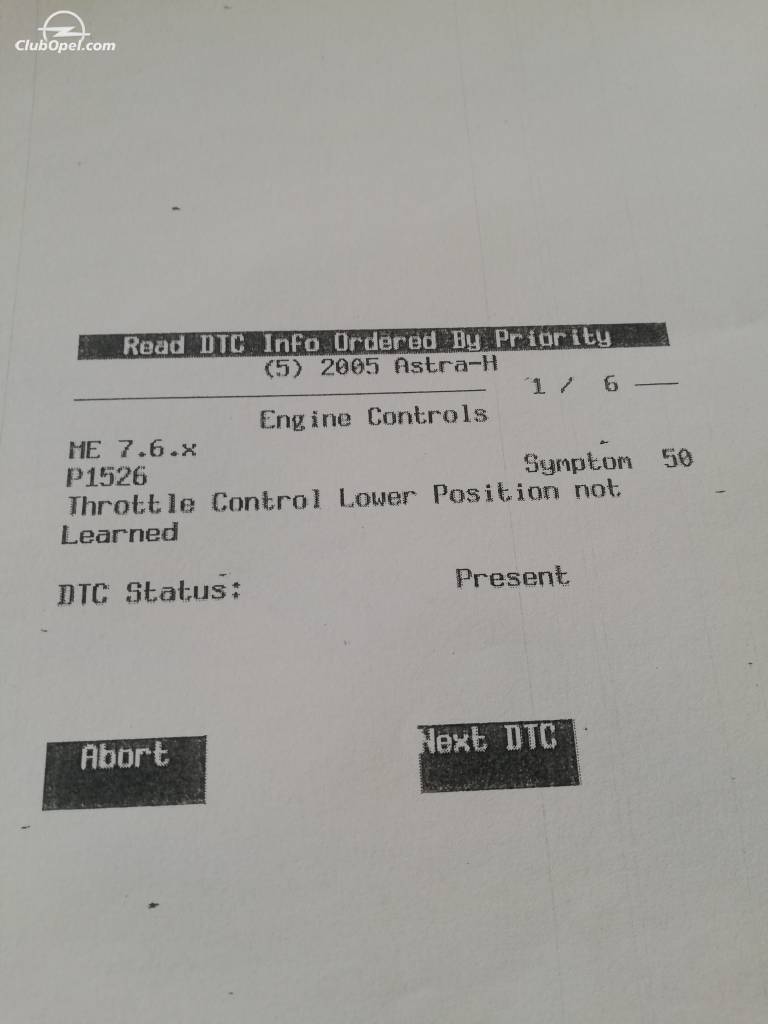 ClubOpel.com
Read DTC Info Ordered By Priority
(5) 2005 Astra-H
1 / 6
Engine Controls
ME 7.6.x
P1526 Symptom 50
Throttle Control Lower Position not
Learned
DTC Status: Present
Abort Next DTC